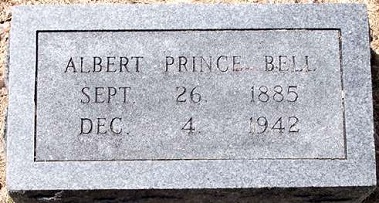 ALBERT PRINCE BELL
SEPT. 26. 1885
DEC. 4. 1942